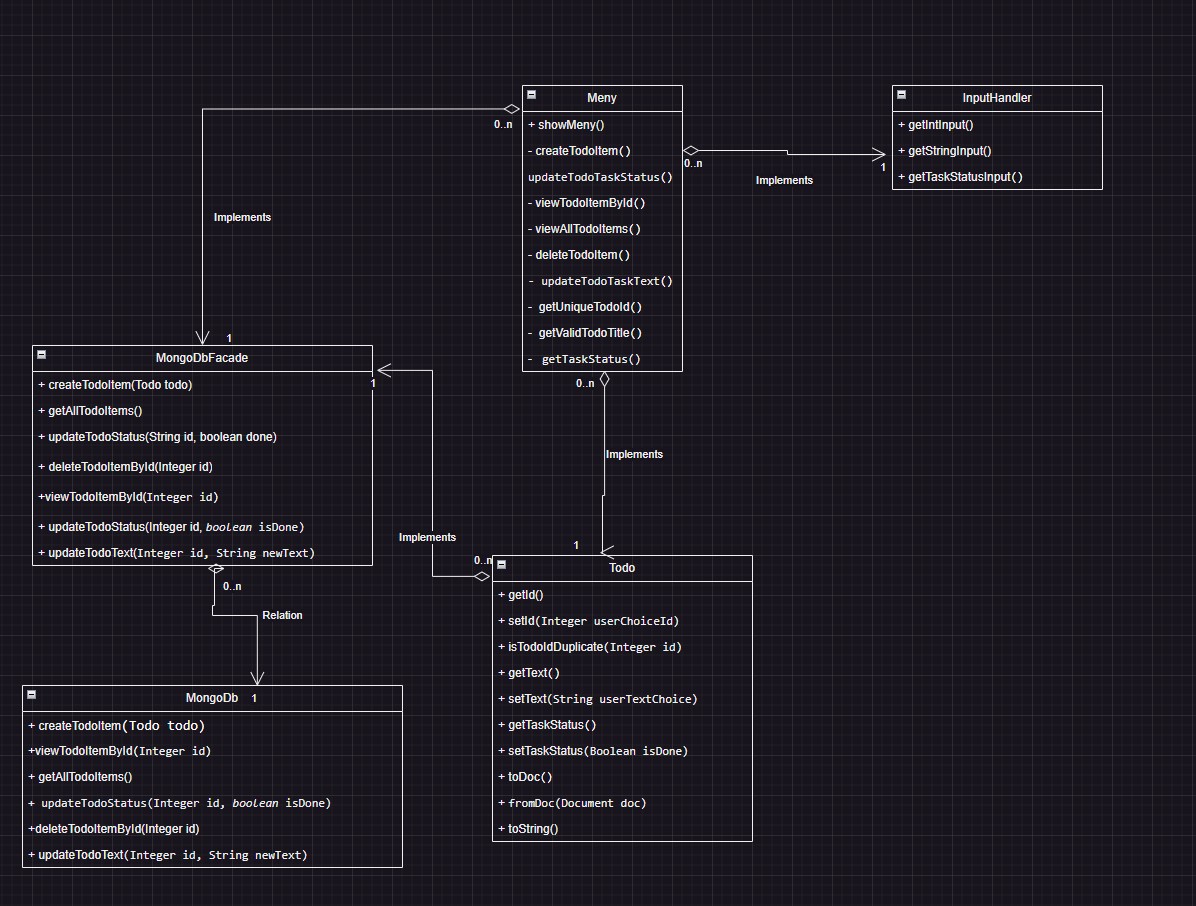 Meny
+ showMeny()
- createTodoItem()
updateTodoTaskStatus()
- viewTodoItemById()
- viewAllTodoItems()
- deleteTodoItem()
- updateTodoTaskText()
- getUniqueTodoId()
- getValidTodoTitle()
- getTaskStatus()
0..n
0..n
0..n
InputHandler
+ getIntInput()
+ getStringInput()
+ getTaskStatusInput()
1
Implements
Implements
1
MongoDbFacade
+ createTodoItem(Todo todo)
+ getAllTodoItems()
+ updateTodoStatus(String id, boolean done)
+ deleteTodoItemById(Integer id)
+viewTodoItemById(Integer id)
+ updateTodoStatus(Integer id, boolean isDone)
+ updateTodoText(Integer id, String newText)
1
Implements
Implements
1
0..n
0..n
Relation
Todo
+ getId()
+ setId(Integer userChoiceId)
+ isTodoIdDuplicate(Integer id)
+ getText()
+ setText(String userTextChoice)
+ getTaskStatus()
+ setTaskStatus(Boolean isDone)
+ toDoc()
+ fromDoc(Document doc)
+ toString()
MongoDb 1
+ createTodoItem(Todo todo)
+viewTodoItemById(Integer id)
+ getAllTodoItems()
+ updateTodoStatus(Integer id, boolean isDone)
+deleteTodoItemById(Integer id)
+ updateTodoText(Integer id, String newText)